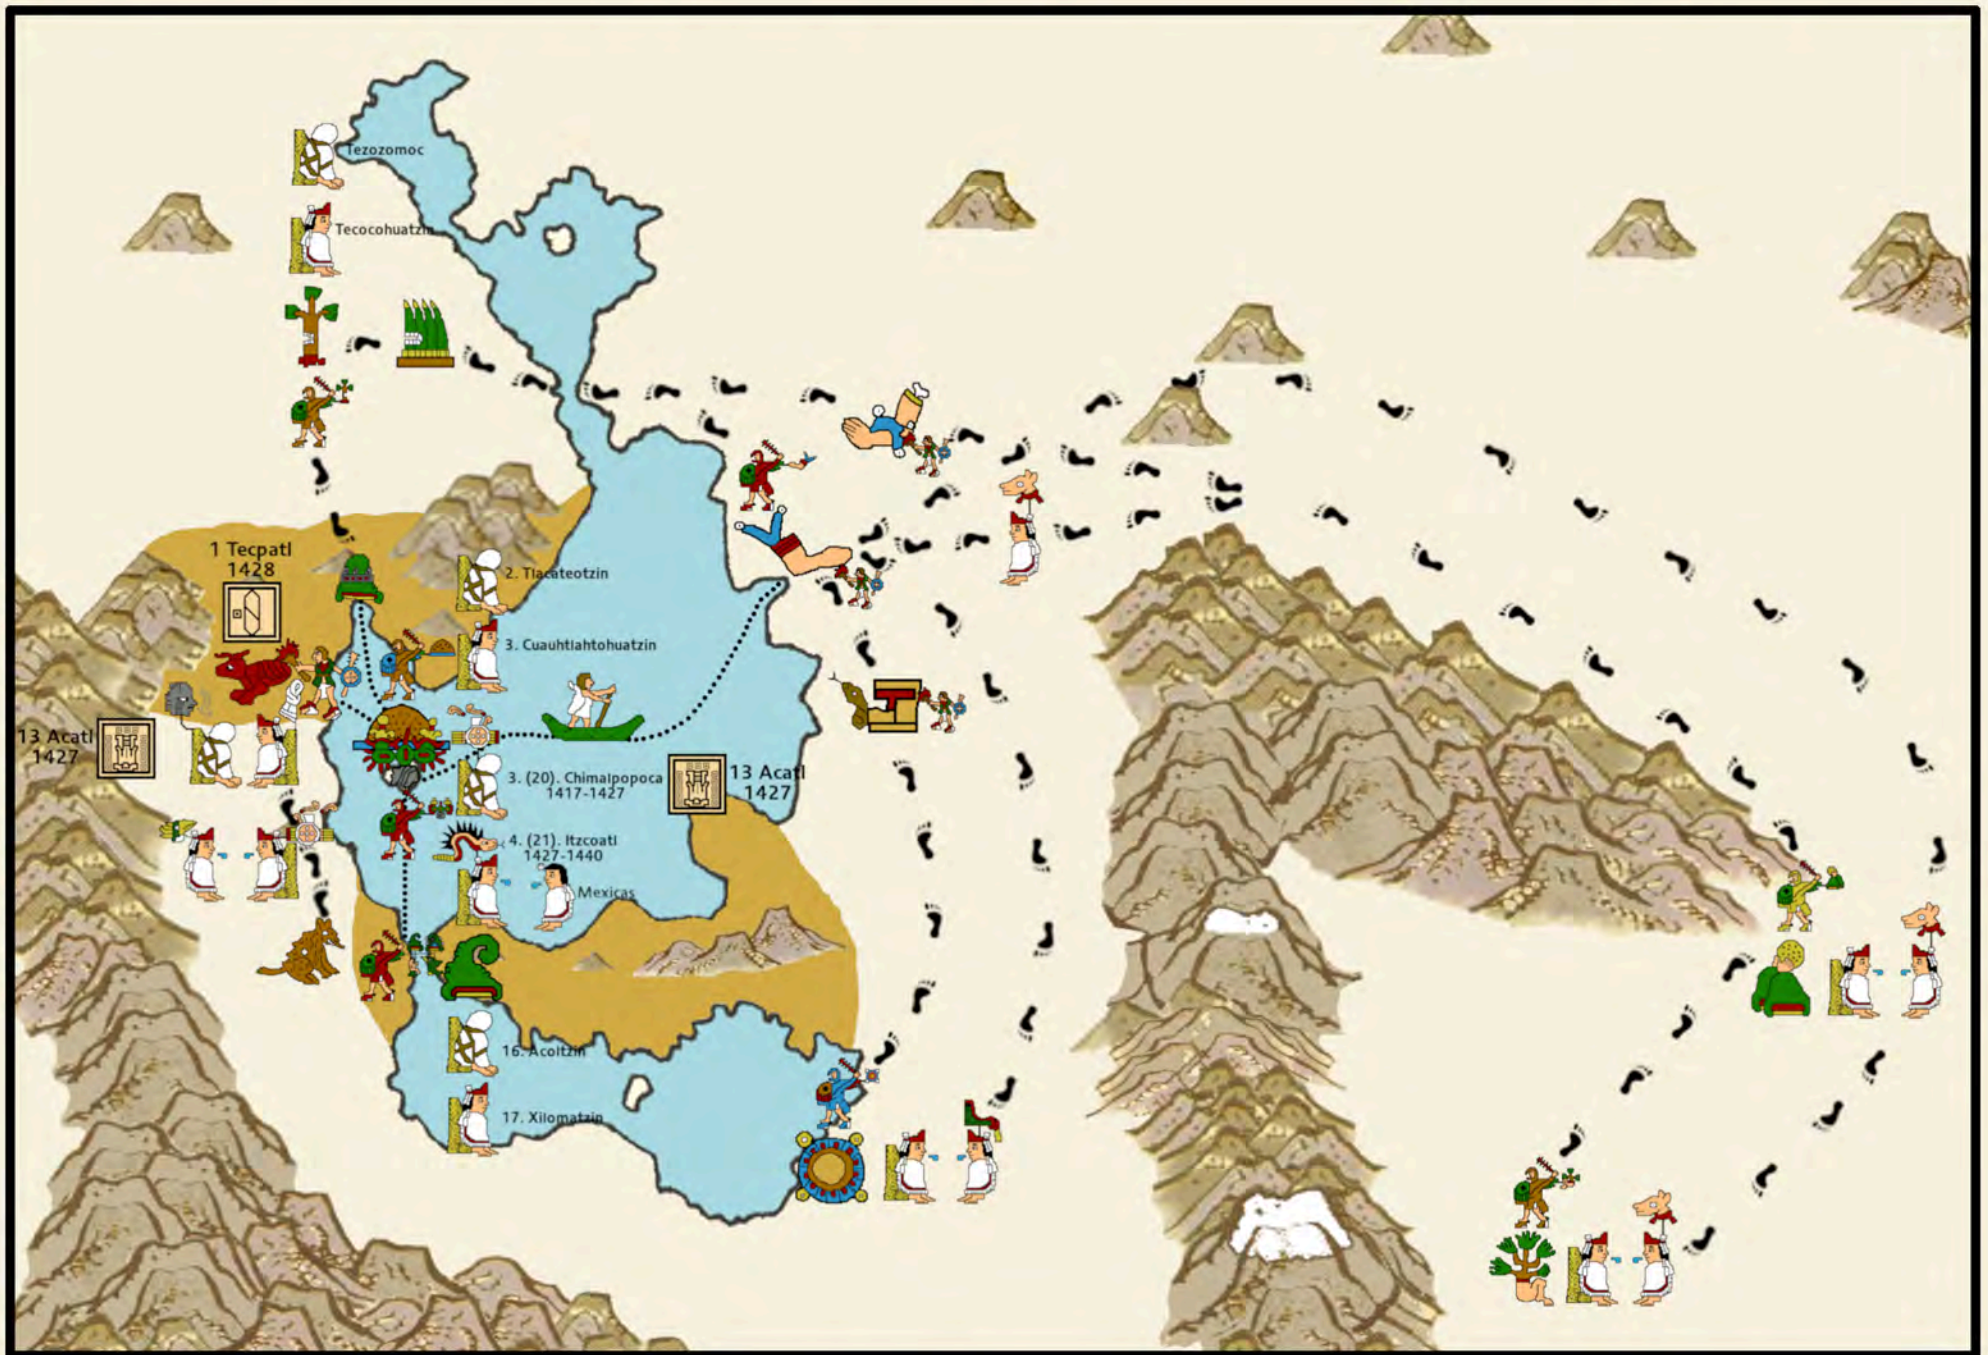 Tezozomoc
Tecocohuatzin
1 Tecpatl
1428
2. Tlacateotzin
3. Cuauhtlahtohuatzin
13 Acatl
1427
3. (20). Chimalpopoca
1417-1427
13 Acatl
1427
4. (21). Itzcoatl
1427-1440
Mexicas
16. Acoltzin
17. Xilomatzin